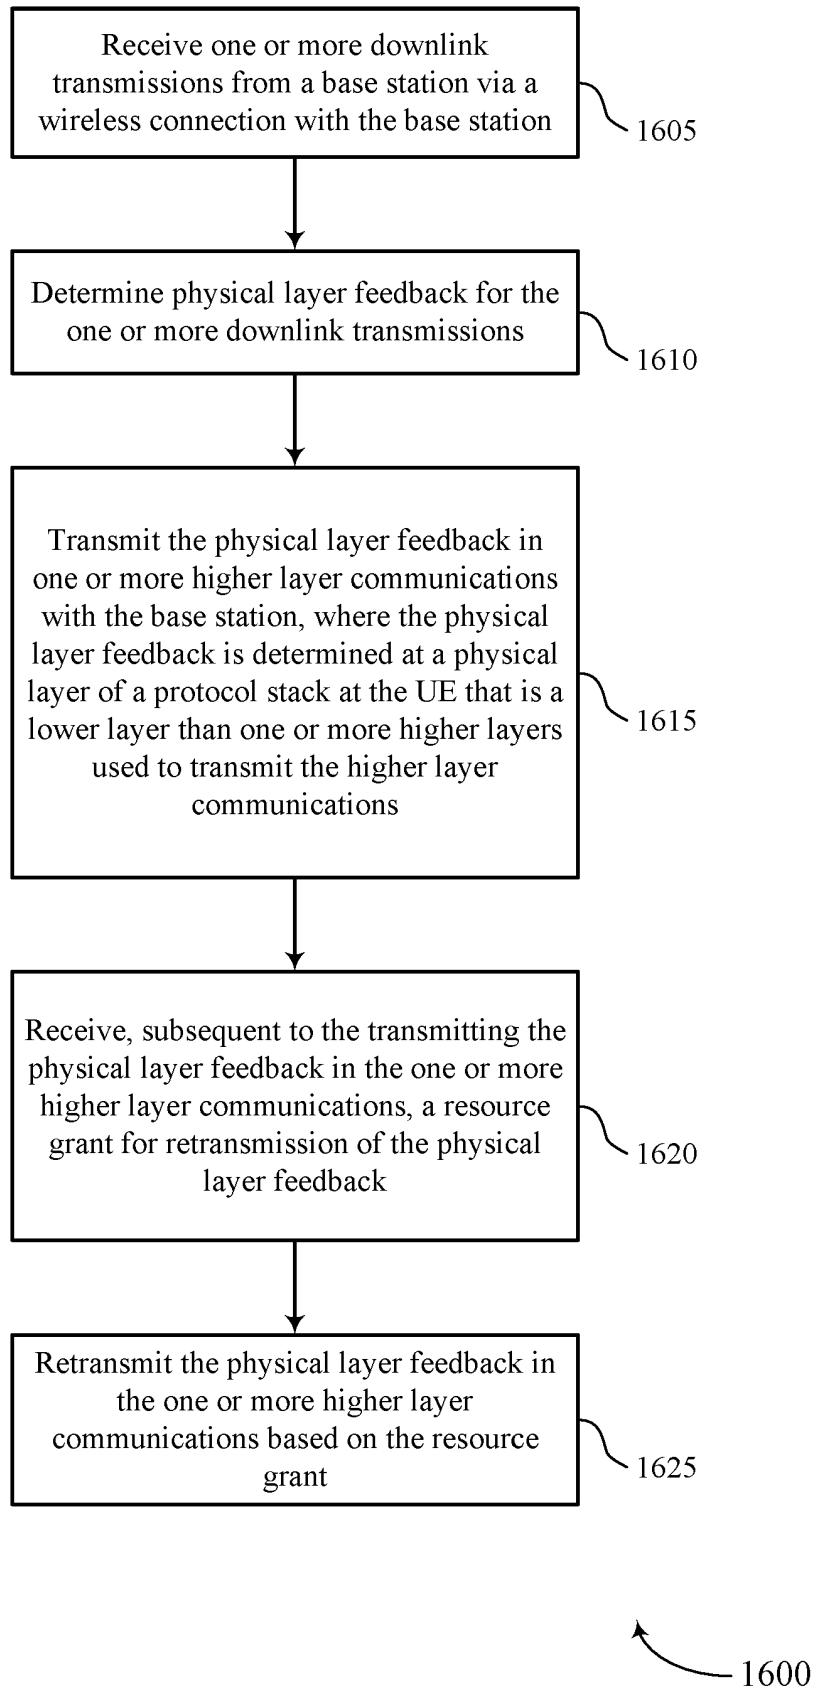 Receive one or more downlink
transmissions from a base station via a
wireless connection with the base station
1605
Determine physical layer feedback for the
one or more downlink transmissions
1610
Transmit the physical layer feedback in
one or more higher layer communications
with the base station, where the physical
layer feedback is determined at a physical
layer of a protocol stack at the UE that is a
lower layer than one or more higher layers
used to transmit the higher layer
communications
1615
Receive, subsequent to the transmitting the
physical layer feedback in the one or more
higher layer communications, a resource
grant for retransmission of the physical
layer feedback
1620
Retransmit the physical layer feedback in
the one or more higher layer
communications based on the resource
grant
1625
1600